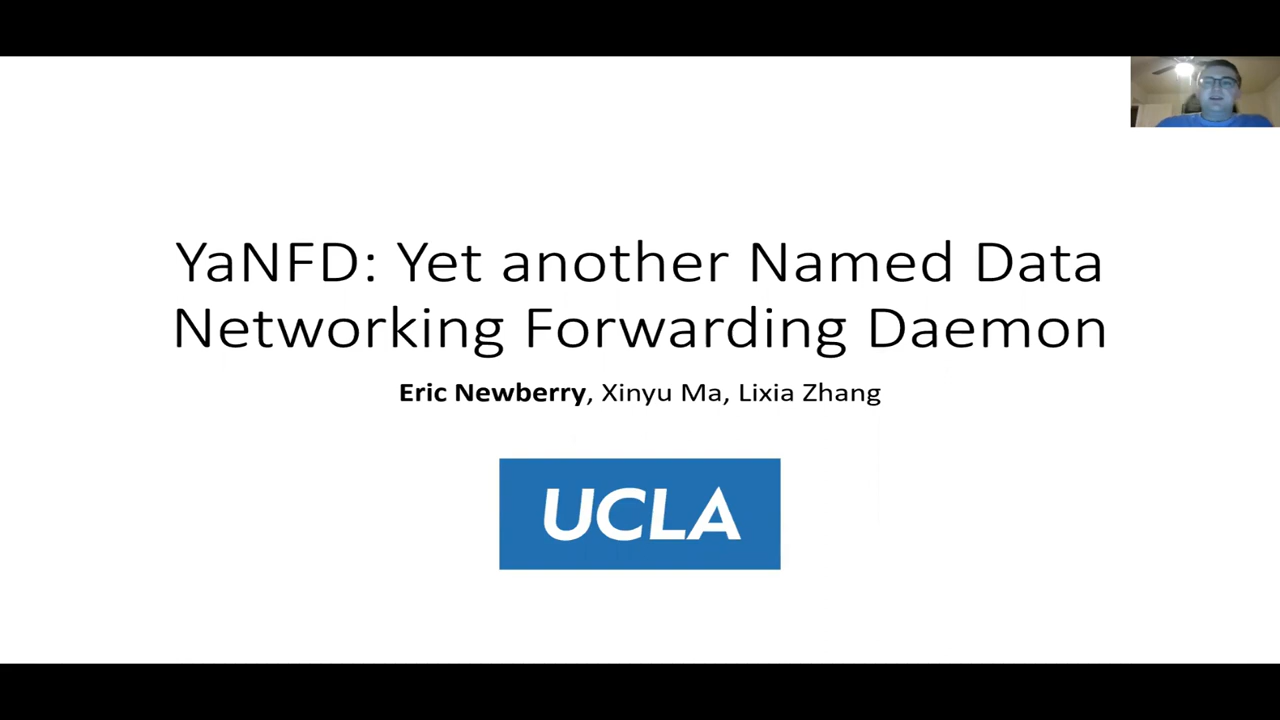 YaNFD: Yet another Named Data
Networking Forwarding Daemon
Eric Newberry, Xinyu Ma, Lixia Zhang
UCLA